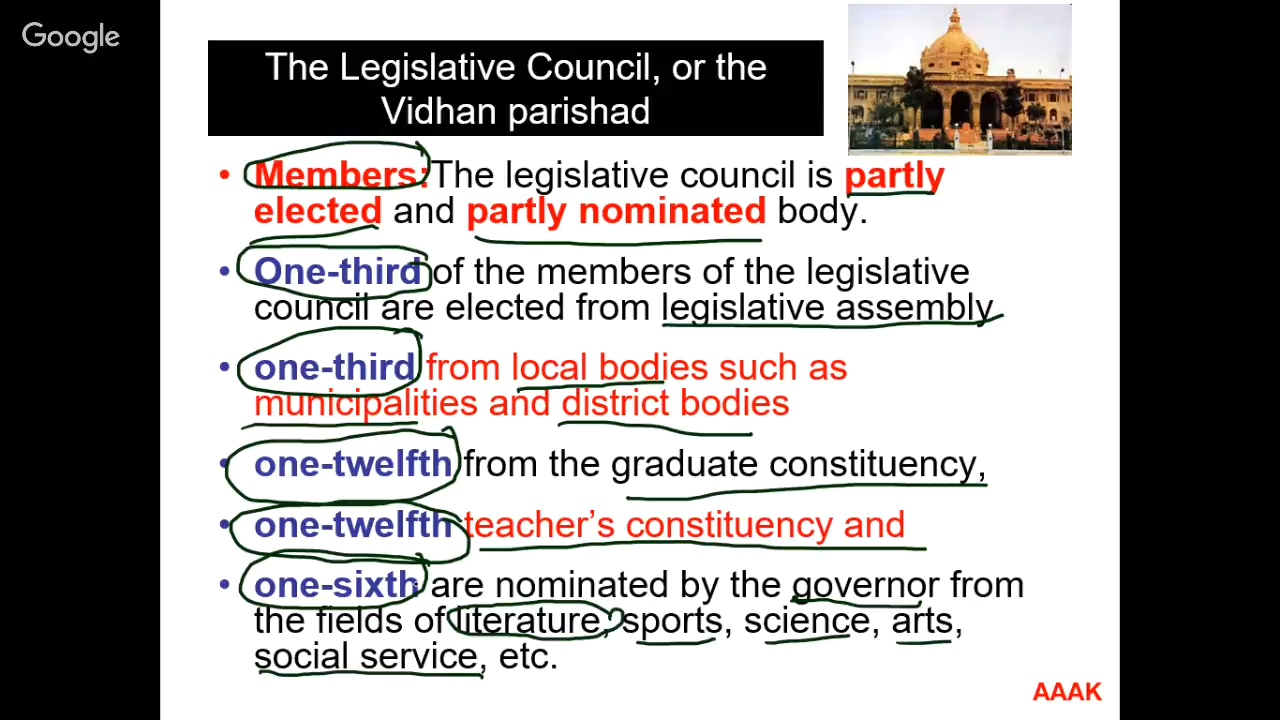 Google
The Legislative Council, or the
Vidhan parishad
• Members: The legislative council is partly
elected and partly nominated body.
• One-third of the members of the legislative
council are elected from legislative assembly
• one-third from local bodies such as
municipalities and district bodies
• one-twelfth from the graduate constituency,
• one-twelfth teacher’s constituency and
• one-sixth are nominated by the governor from
the fields of literature, sports, science, arts,
social service, etc.
AAAK